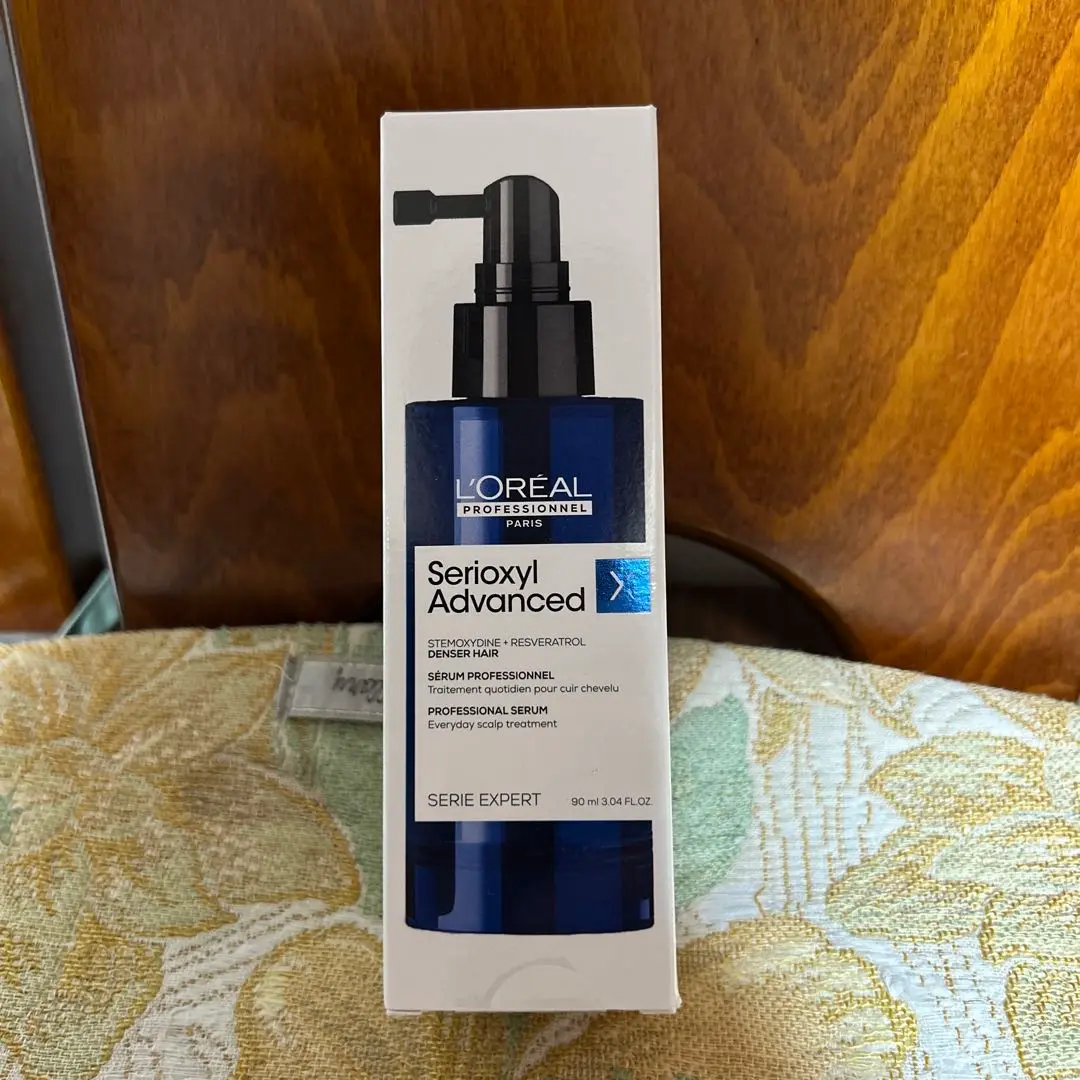 L'ORÉAL
PROFESSIONNEL
PARIS
Serioxyl
Advanced
STEMOXYDINE + RESVERATROL
DENSER HAIR
SÉRUM PROFESSIONNEL
Traitement quotidien pour cuir chevelu
PROFESSIONAL SERUM
Everyday scalp treatment
SERIE EXPERT 90 ml 3.04 FL.OZ.